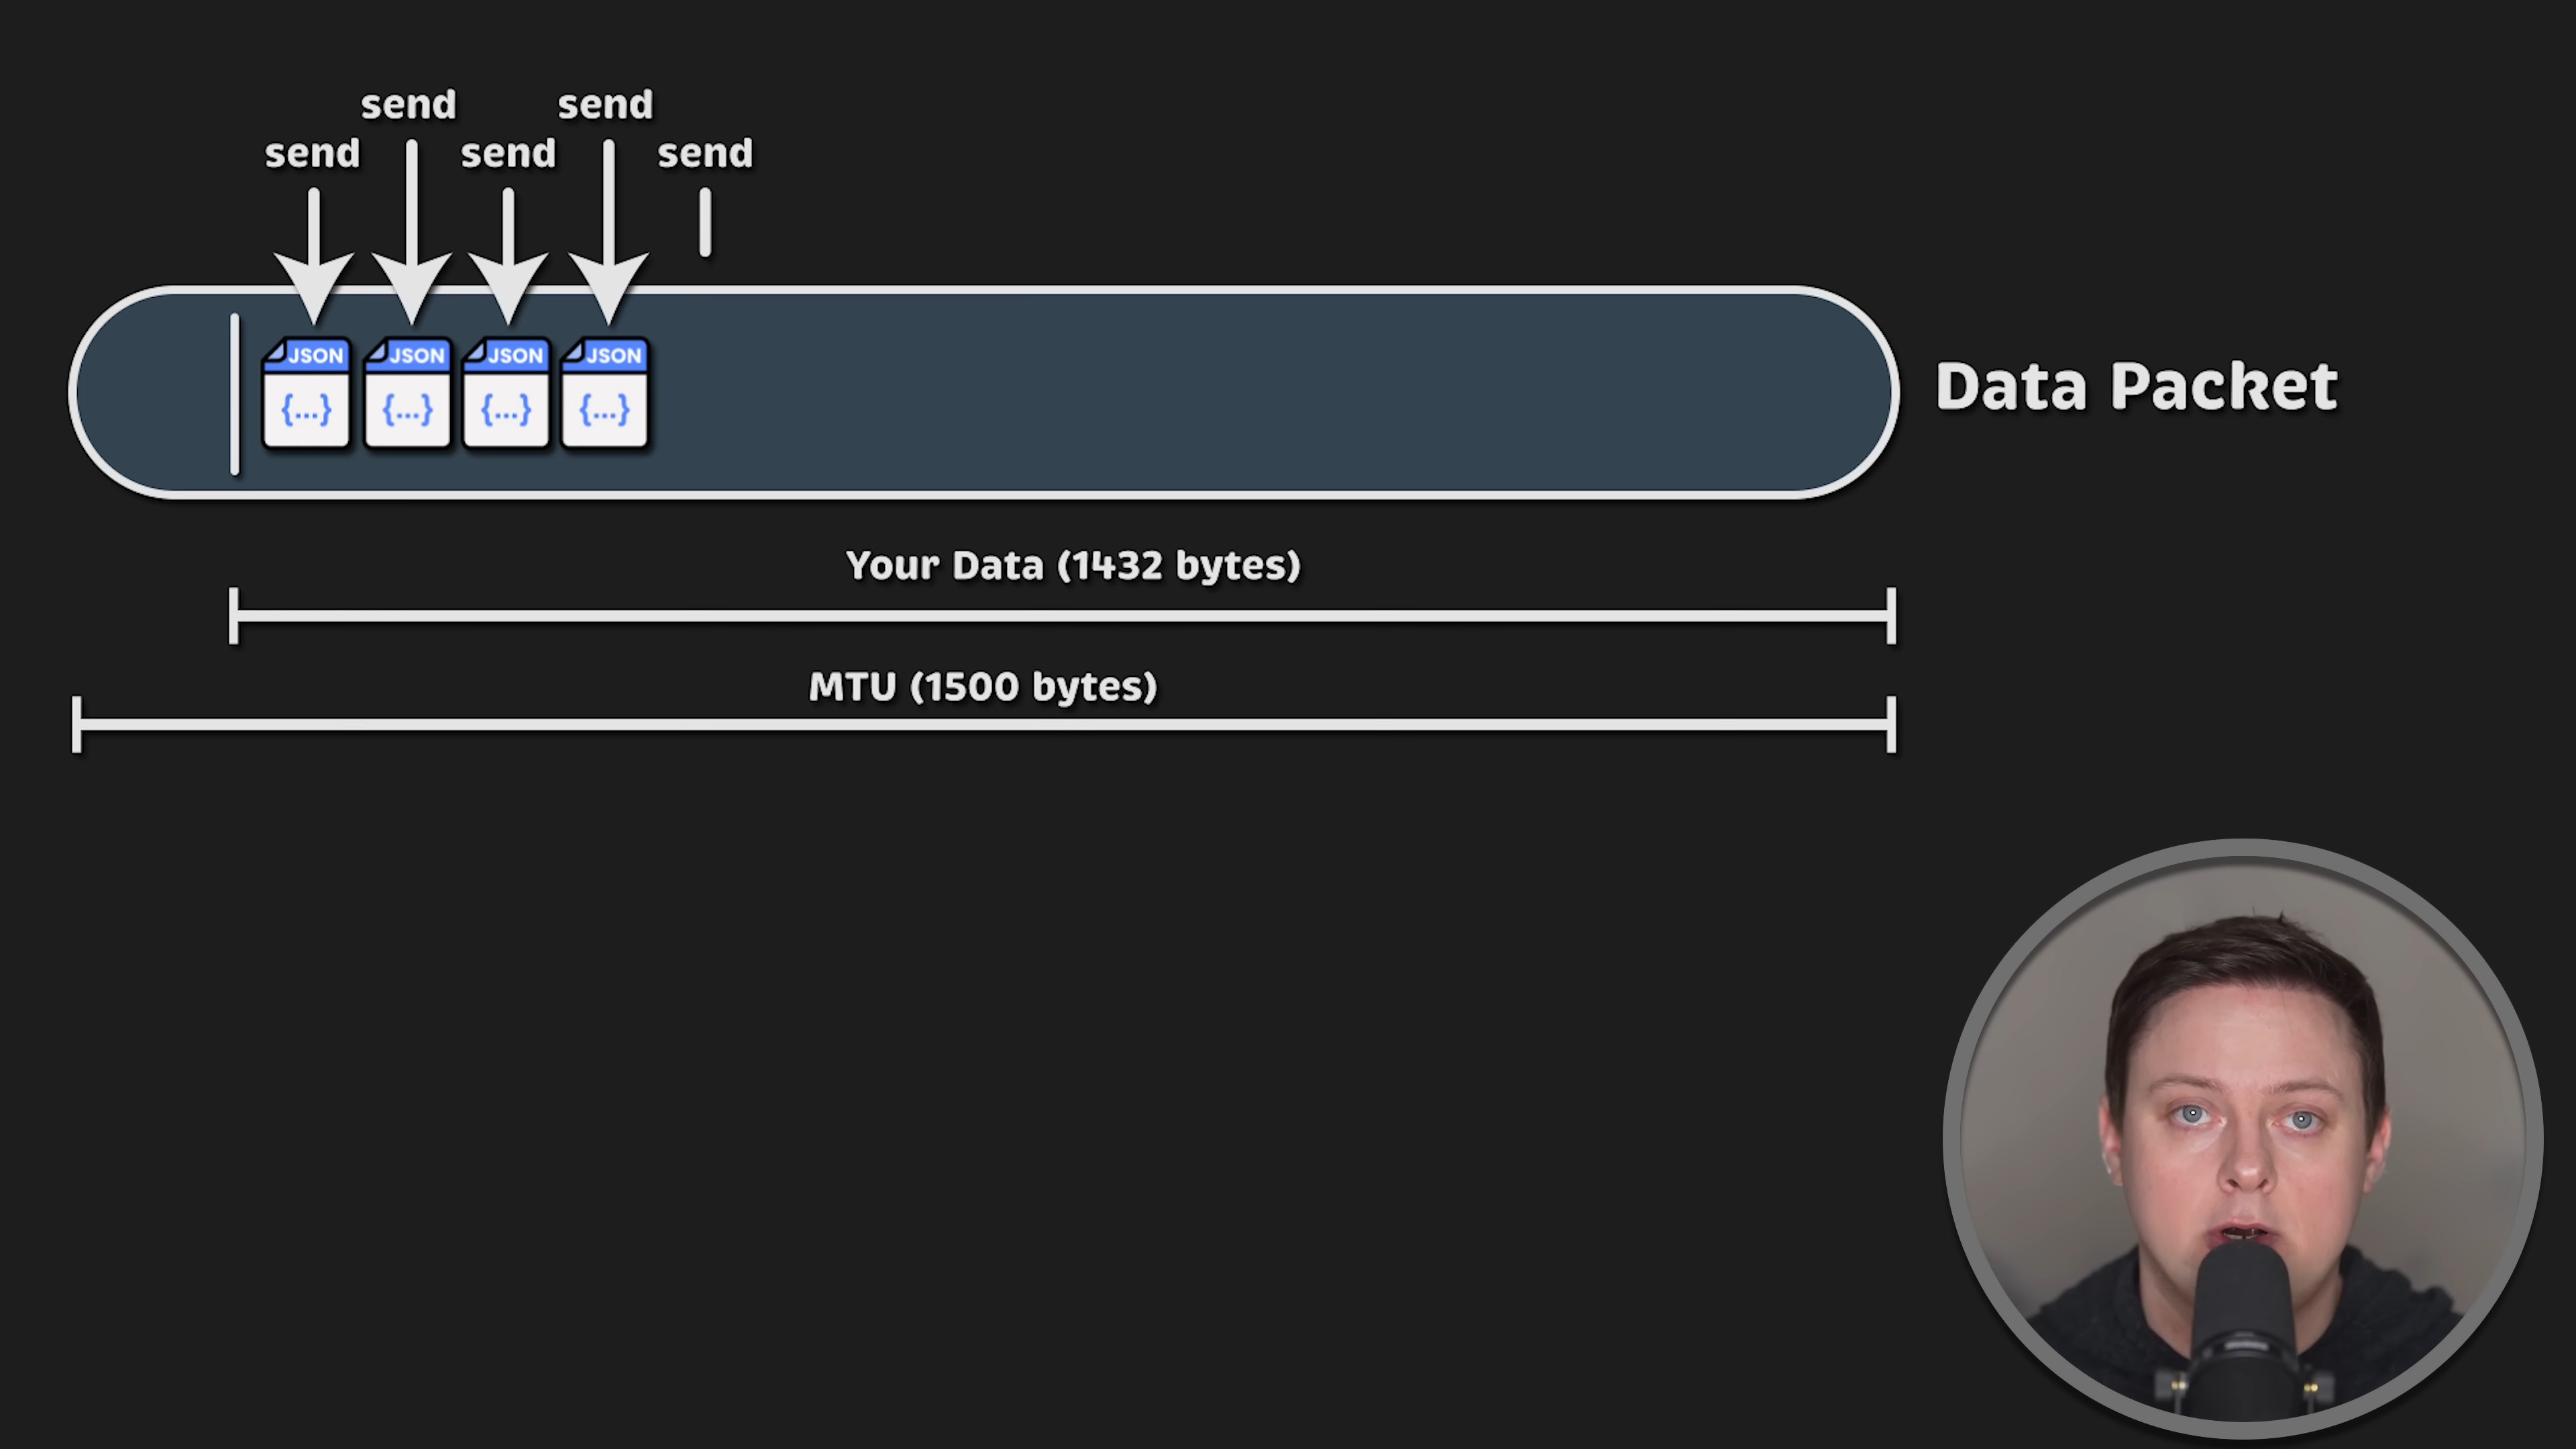 send
send
send
send
send
JSON
{...}
JSON
{...}
JSON
{...}
JSON
{...}
Data Packet
Your Data (1432 bytes)
MTU (1500 bytes)